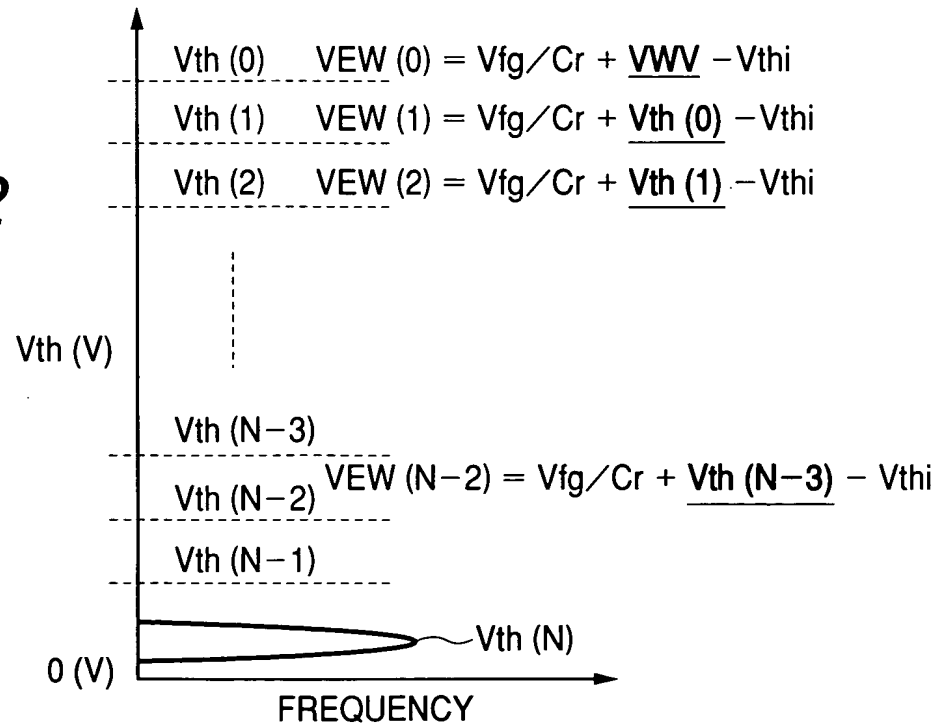 Vth (0) VEW (0) = Vfg/Cr + VWV −Vthi
Vth (1) VEW (1) = Vfg/Cr + Vth (0) −Vthi
Vth (2) VEW (2) = Vfg/Cr + Vth (1) −Vthi
2
Vth (V)
Vth (N−3)
VEW (N−2) = Vfg/Cr + Vth (N−3) − Vthi
Vth (N−2)
Vth (N−1)
Vth (N)
0 (V)
FREQUENCY